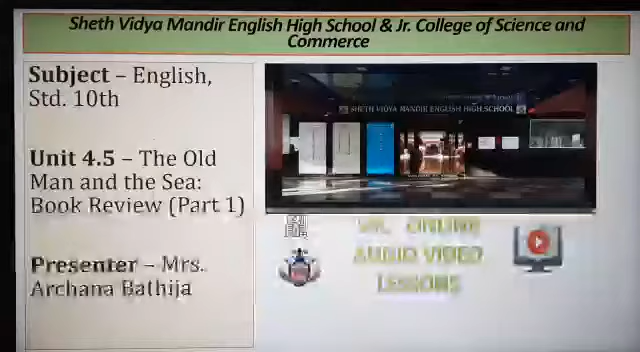 Sheth Vidya Mandir English High School & Jr. College of Science and
Commerce
Subject – English,
Std. 10th
Unit 4.5 – The Old
Man and the Sea:
Book Review (Part 1)
Presenter – Mrs.
Archana Bathija
SHETH VIDYA MANDIR ENGLISH HIGH SCHOOL
ONLINE
AUDIO VIDEO
LESSONS